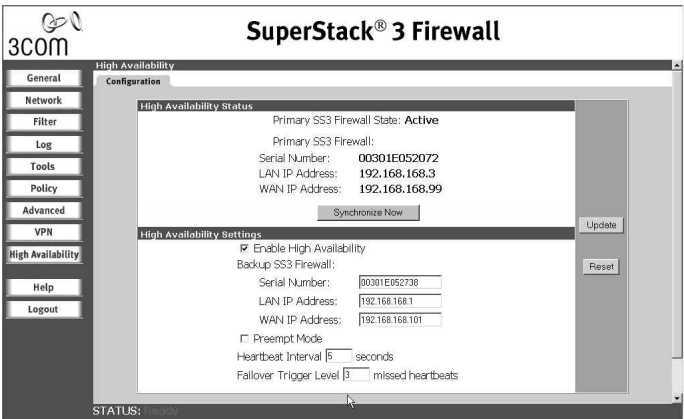 3COM
SuperStack® 3 Firewall
High Availability
Configuration
General
Network
Filter
Log
Tools
Policy
Advanced
VPN
High Availability
Help
Logout
High Availability Status
Primary SS3 Firewall State: Active
Primary SS3 Firewall:
Serial Number: 00301E052072
LAN IP Address: 192.168.168.3
WAN IP Address: 192.168.168.99
Synchronize Now
High Availability Settings
Enable High Availability
Backup SS3 Firewall:
Serial Number: 00301E052738
LAN IP Address: 192.168.168.1
WAN IP Address: 192.168.168.101
Preempt Mode
Heartbeat Interval 5 seconds
Failover Trigger Level 3 missed heartbeats
Update
Reset
STATUS: Ready